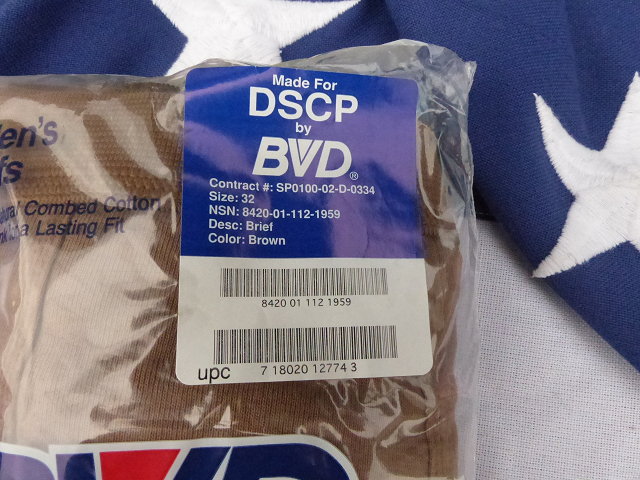 Made For
DSCP
by
BVD®
Contract #: SP0100-02-D-0334
Size: 32
NSN: 8420-01-112-1959
Desc: Brief
Color: Brown
8420 01 112 1959
upc 7 18020 12774 3
Combed Cotton
Lasting Fit
BVD